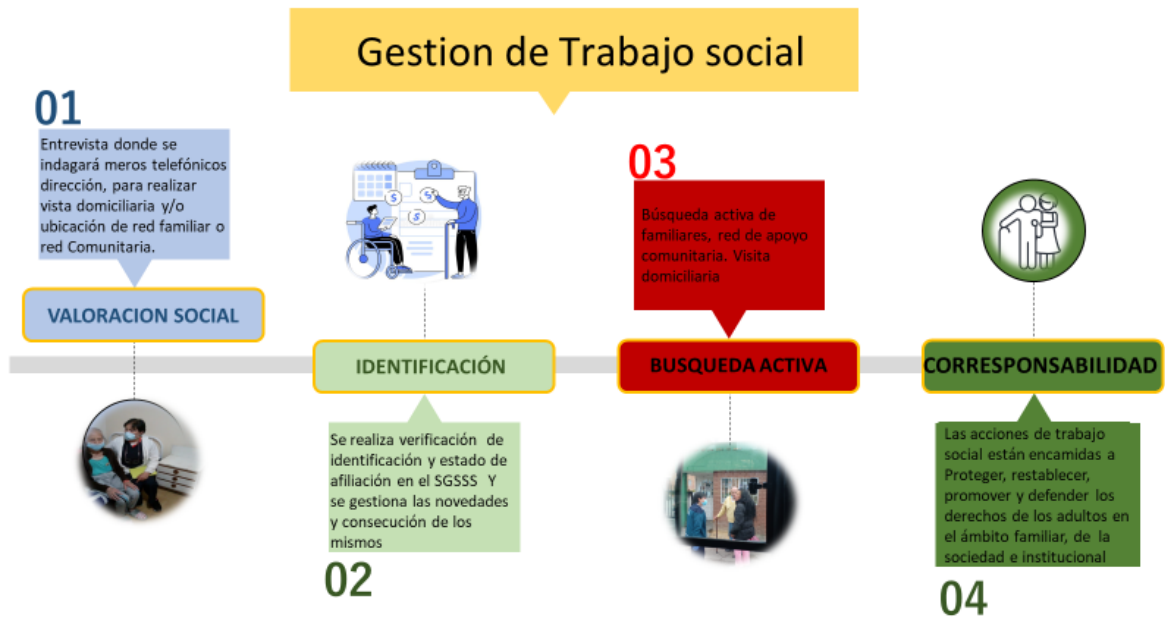 Gestion de Trabajo social
01
Entrevista donde se
indagará meros telefónicos
dirección, para realizar
vista domiciliaria y/o
ubicación de red familiar o
red Comunitaria.
VALORACION SOCIAL
IDENTIFICACIÓN
Se realiza verificación de
identificación y estado de
afiliación en el SGSSS Y
se gestiona las novedades
y consecución de los
mismos
02
03
Búsqueda activa de
familiares, red de apoyo
comunitaria. Visita
domiciliaria
BUSQUEDA ACTIVA
CORRESPONSABILIDAD
Las acciones de trabajo
social están encamidas a
Proteger, restablecer,
promover y defender los
derechos de los adultos en
el ámbito familiar, de la
sociedad e institucional
04